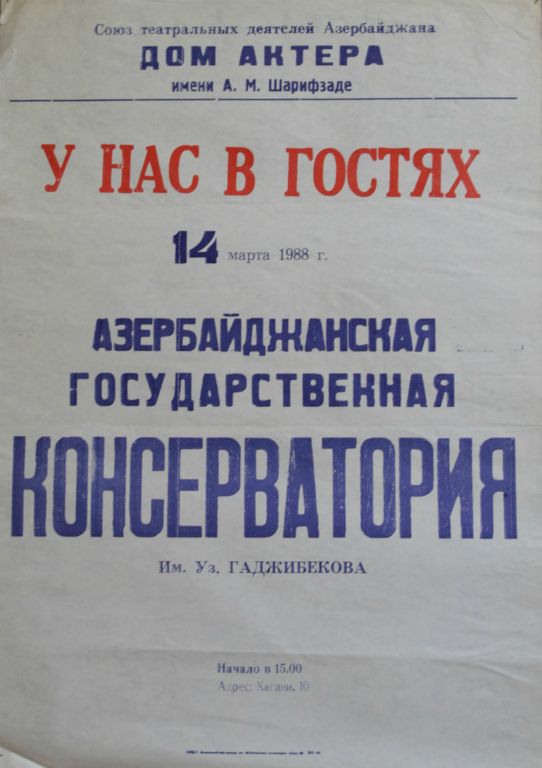 Союз театральных деятелей Азербайджана
ДОМ АКТЕРА
имени А. М. Шарифзаде
У НАС В ГОСТЯХ
14 марта 1988 г.
АЗЕРБАЙДЖАНСКАЯ
ГОСУДАРСТВЕННАЯ
КОНСЕРВАТОРИЯ
Им. Уз. ГАДЖИБЕКОВА
Начало в 15.00
Адрес: Хагани, 10